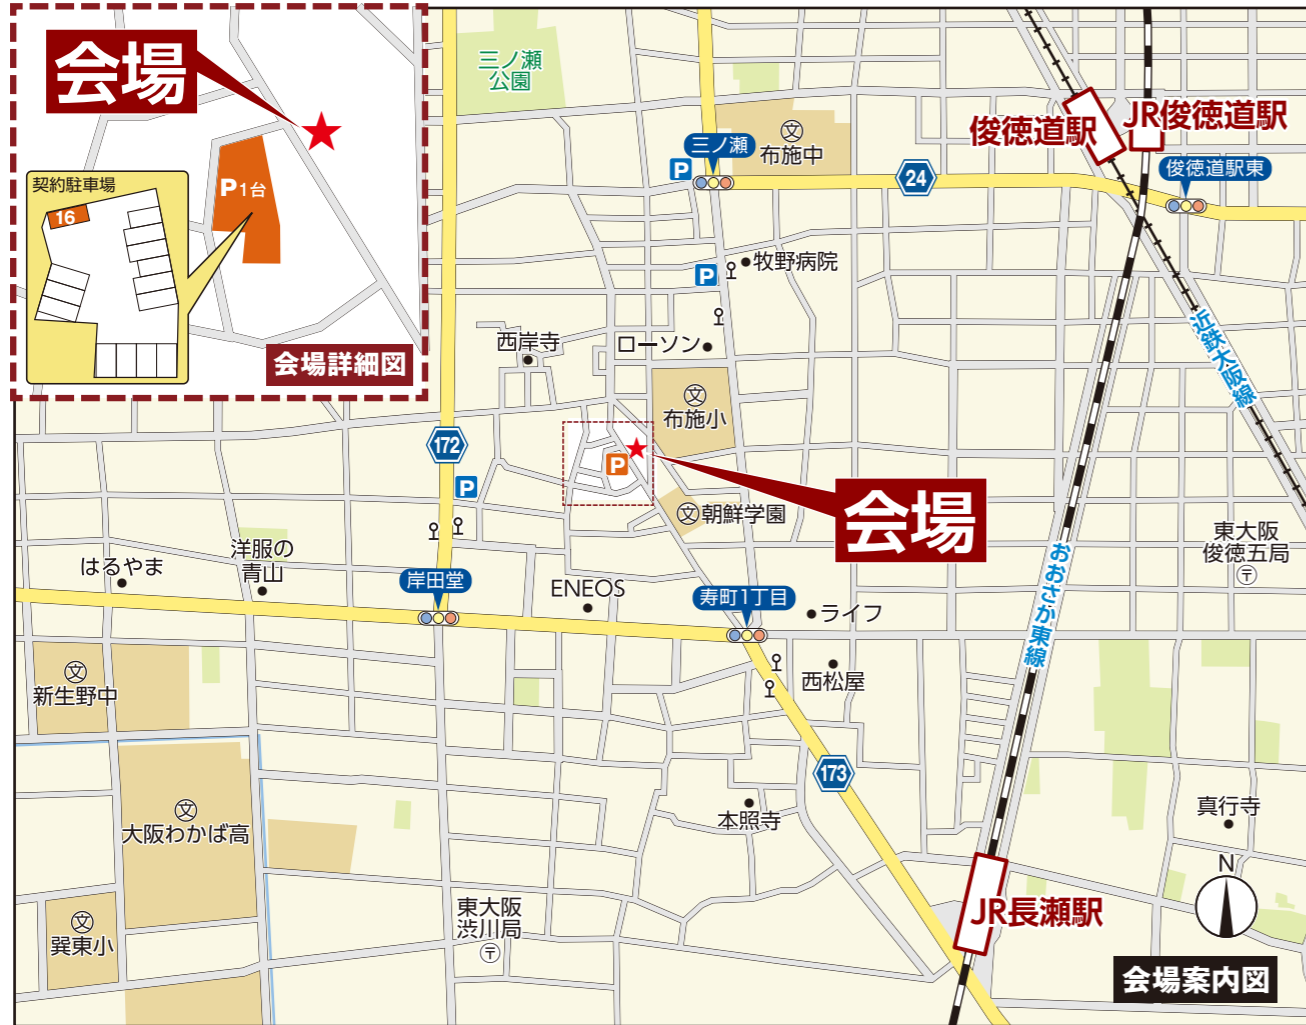 会場
契約駐車場
16
P1台
会場詳細図
三ノ瀬
公園
三ノ瀬
P
文
布施中
24
俊徳道駅
JR俊徳道駅
俊徳道駅東
P
牧野病院
西岸寺
ローソン
近鉄大阪線
文
布施小
172
P
P
会場
文朝鮮学園
東大阪
俊徳五局
〒
はるやま
洋服の
青山
岸田堂
ENEOS
寿町1丁目
ライフ
おおさか東線
文
新生野中
西松屋
173
文
大阪わかば高
本照寺
真行寺
N
文
巽東小
東大阪
渋川局
〒
JR長瀬駅
会場案内図